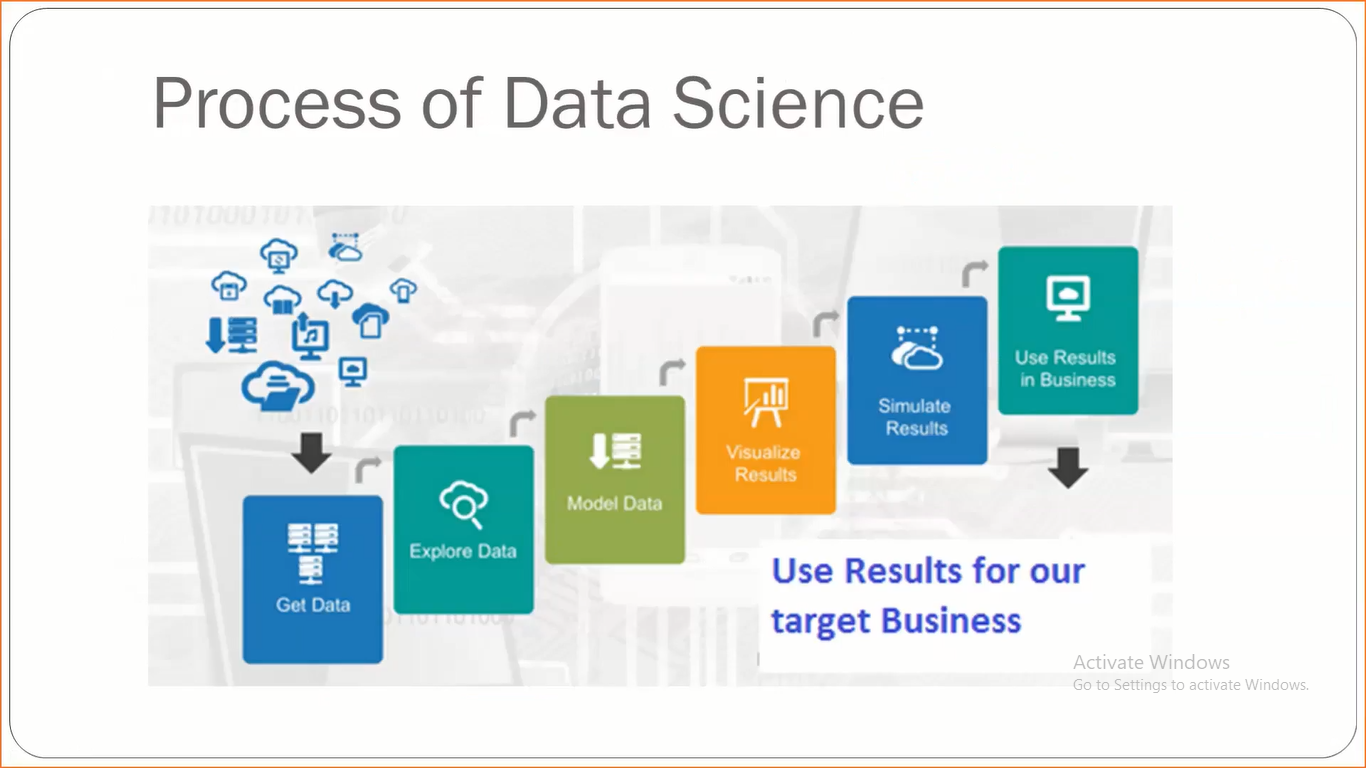 Process of Data Science
Get Data
Explore Data
Model Data
Visualize
Results
Simulate
Results
Use Results
in Business
Use Results for our
target Business
Activate Windows
Go to Settings to activate Windows.